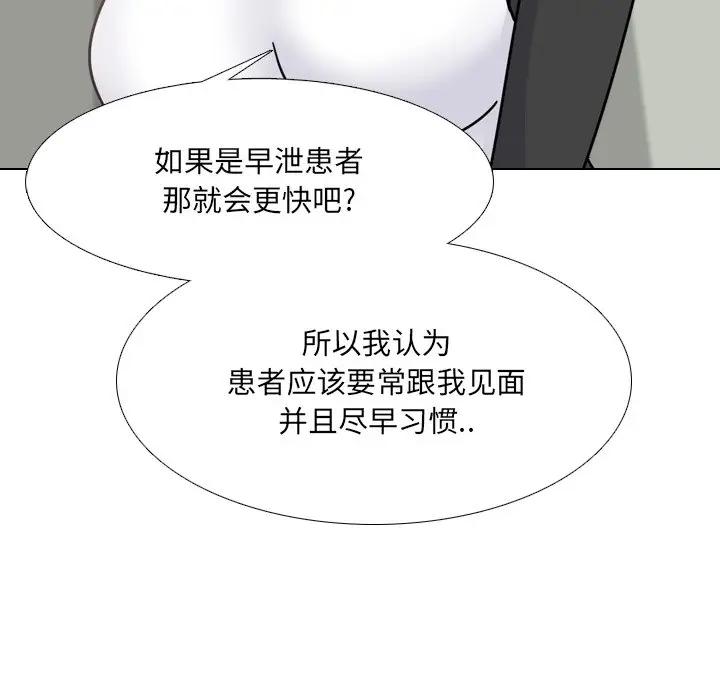 如果是早泄患者
那就会更快吧?
所以我认为
患者应该要常跟我见面
并且尽早习惯..